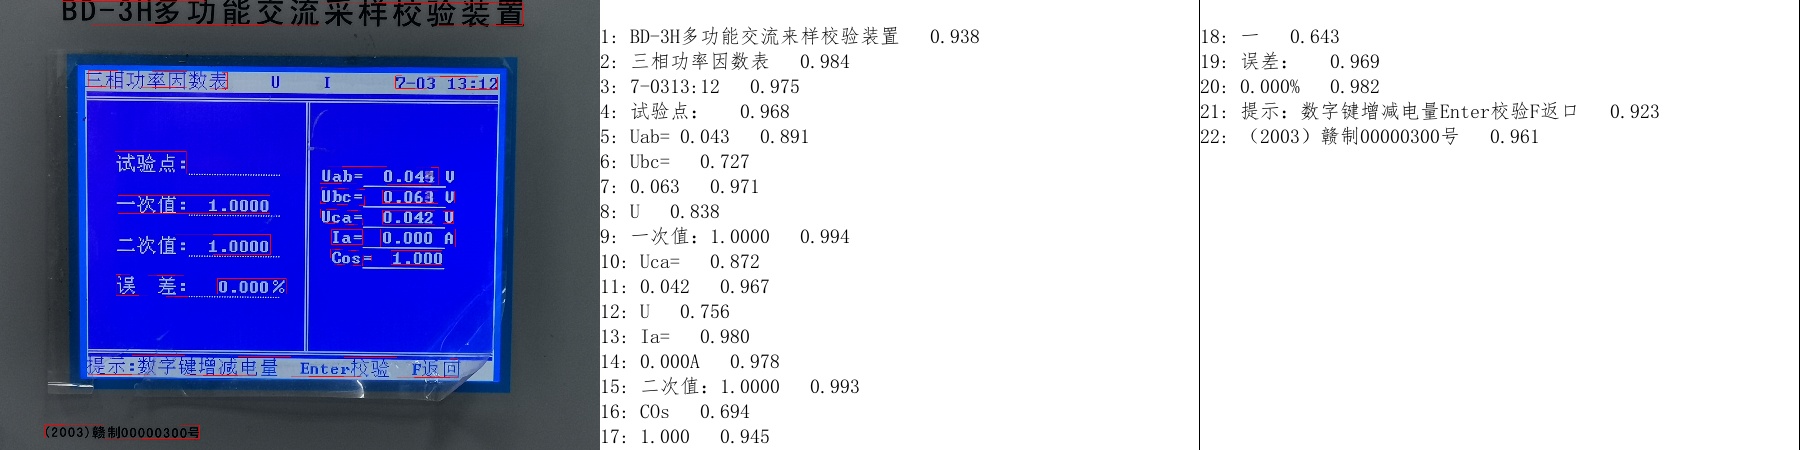 BD-3H多功能交流采样校验装置
三相功率因数表 U I 7-03 13:12
试验点:
一次值: 1.0000
二次值: 1.0000
误 差: 0.000%
Uab= 0.044 V
Ubc= 0.063 V
Uca= 0.042 V
Ia= 0.000 A
Cos= 1.000
提示:数字键增减电量 Enter校验 F返回
(2003)赣制00000300号
1: BD-3H多功能交流来样校验装置 0.938
2: 三相功率因数表 0.984
3: 7-0313:12 0.975
4: 试验点： 0.968
5: Uab= 0.043 0.891
6: Ubc= 0.727
7: 0.063 0.971
8: U 0.838
9: 一次值：1.0000 0.994
10: Uca= 0.872
11: 0.042 0.967
12: U 0.756
13: Ia= 0.980
14: 0.000A 0.978
15: 二次值：1.0000 0.993
16: COs 0.694
17: 1.000 0.945
18: 一 0.643
19: 误差： 0.969
20: 0.000% 0.982
21: 提示：数字键增减电量Enter校验F返口 0.923
22: （2003）赣制00000300号 0.961